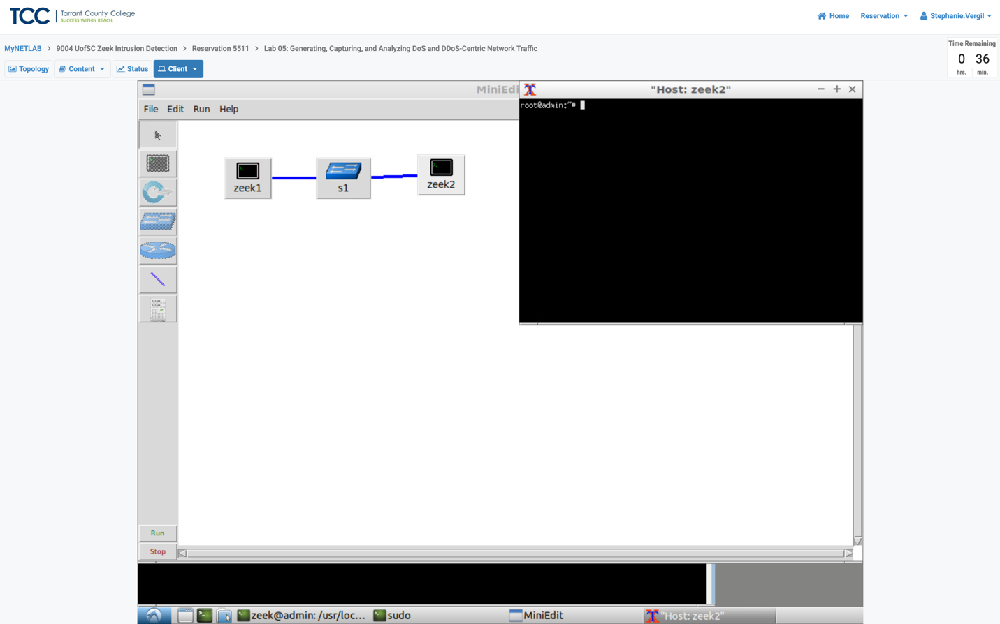 TCC Tarrant County College
SUCCESS WITHIN REACH.
Home Reservation Stephanie.Vergil
MyNETLAB > 9004 UofSC Zeek Intrusion Detection > Reservation 5511 > Lab 05: Generating, Capturing, and Analyzing DoS and DDoS-Centric Network Traffic
Time Remaining
0 36
hrs. min.
Topology Content Status Client
MiniEdi
"Host: zeek2"
File Edit Run Help
root@admin:~#
zeek1 s1 zeek2
Run
Stop
zeek@admin: /usr/loc... sudo MiniEdit "Host: zeek2"